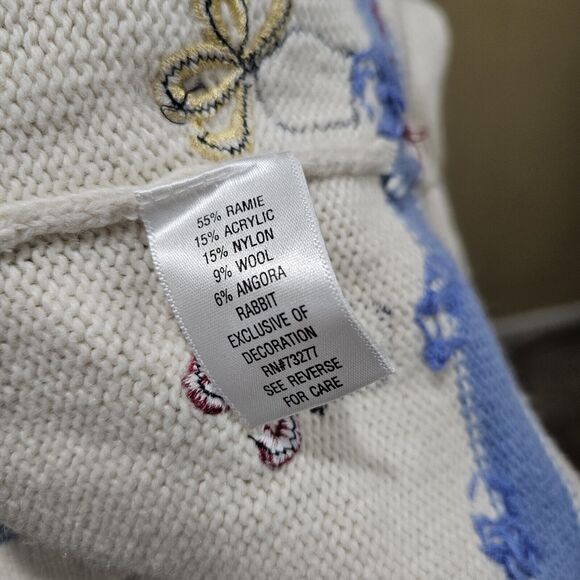 55% RAMIE
15% ACRYLIC
15% NYLON
9% WOOL
6% ANGORA
RABBIT
EXCLUSIVE OF
DECORATION
RN#73277
SEE REVERSE
FOR CARE